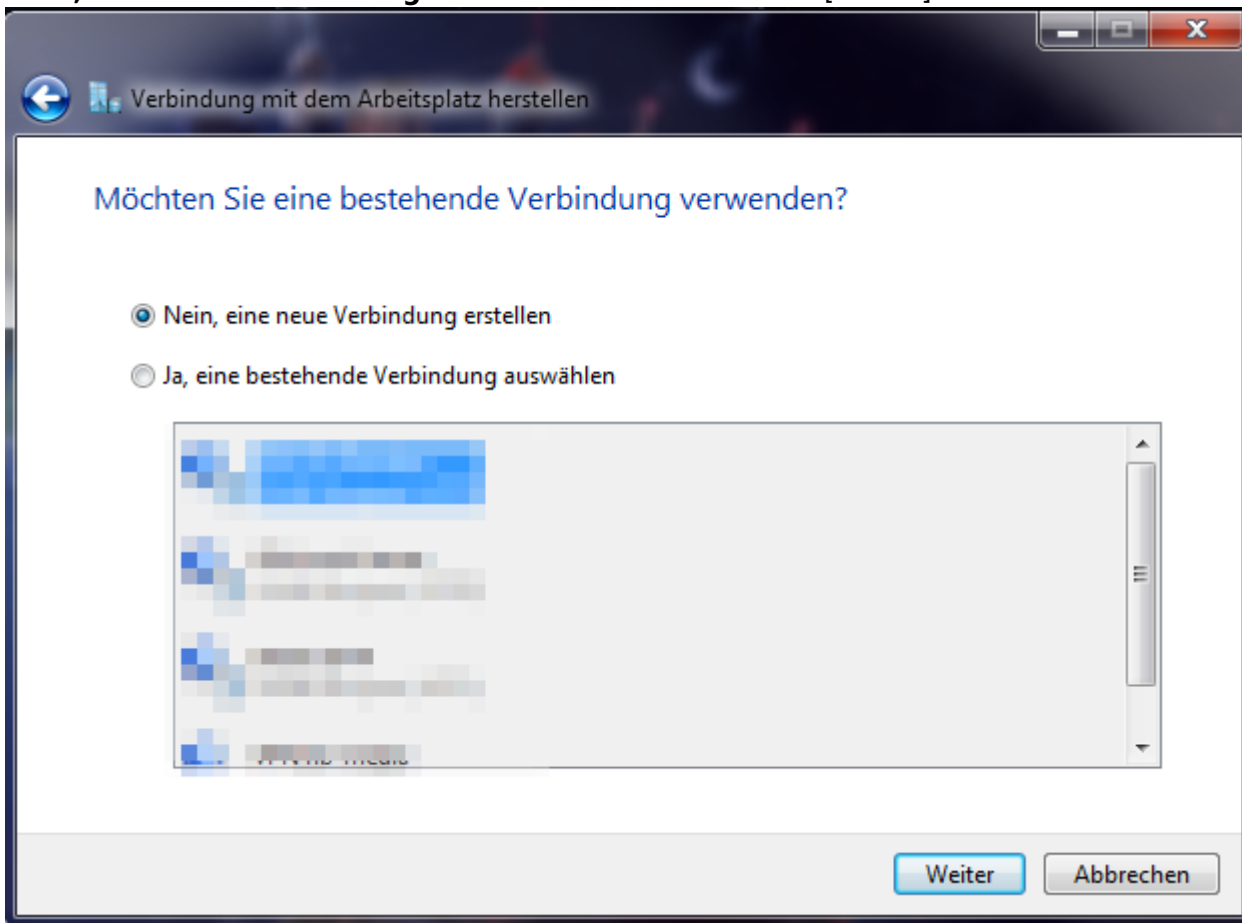 Verbindung mit dem Arbeitsplatz herstellen
Möchten Sie eine bestehende Verbindung verwenden?
Nein, eine neue Verbindung erstellen
Ja, eine bestehende Verbindung auswählen
Weiter
Abbrechen